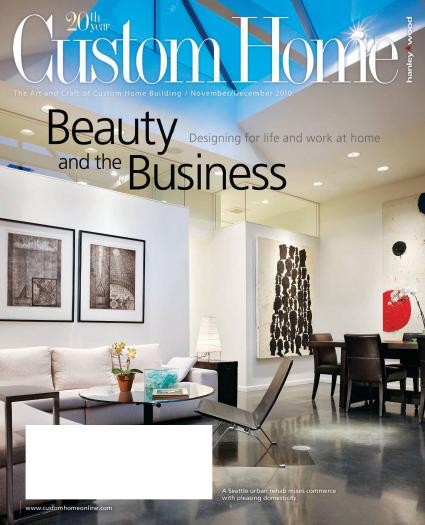 20th
year
Custom Home
hanley wood
The Art and Craft of Custom Home Building / November/December 2010
Beauty
and the Business
Designing for life and work at home
A Seattle urban rehab mixes commerce
with pleasing domesticity
www.customhomeonline.com